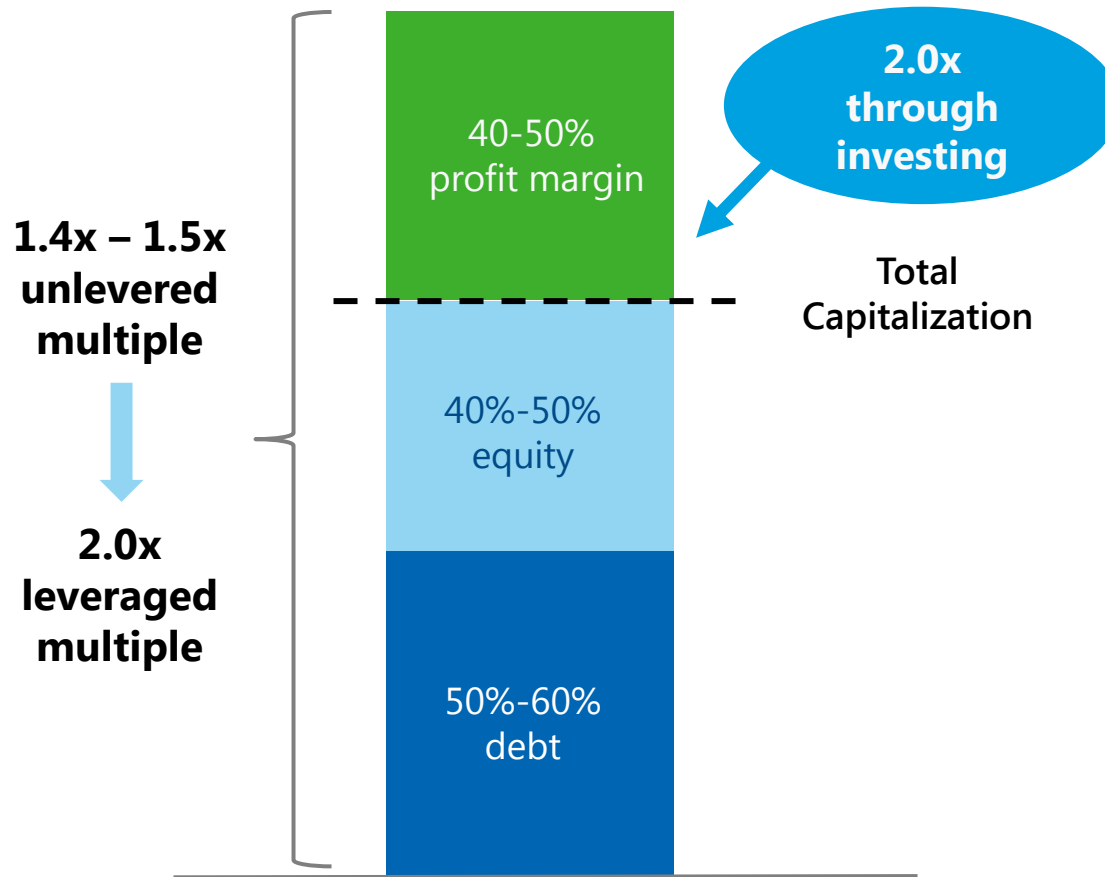 2.0x
through
investing
40-50%
profit margin
1.4x – 1.5x
unlevered
multiple
Total
Capitalization
40%-50%
equity
2.0x
leveraged
multiple
50%-60%
debt